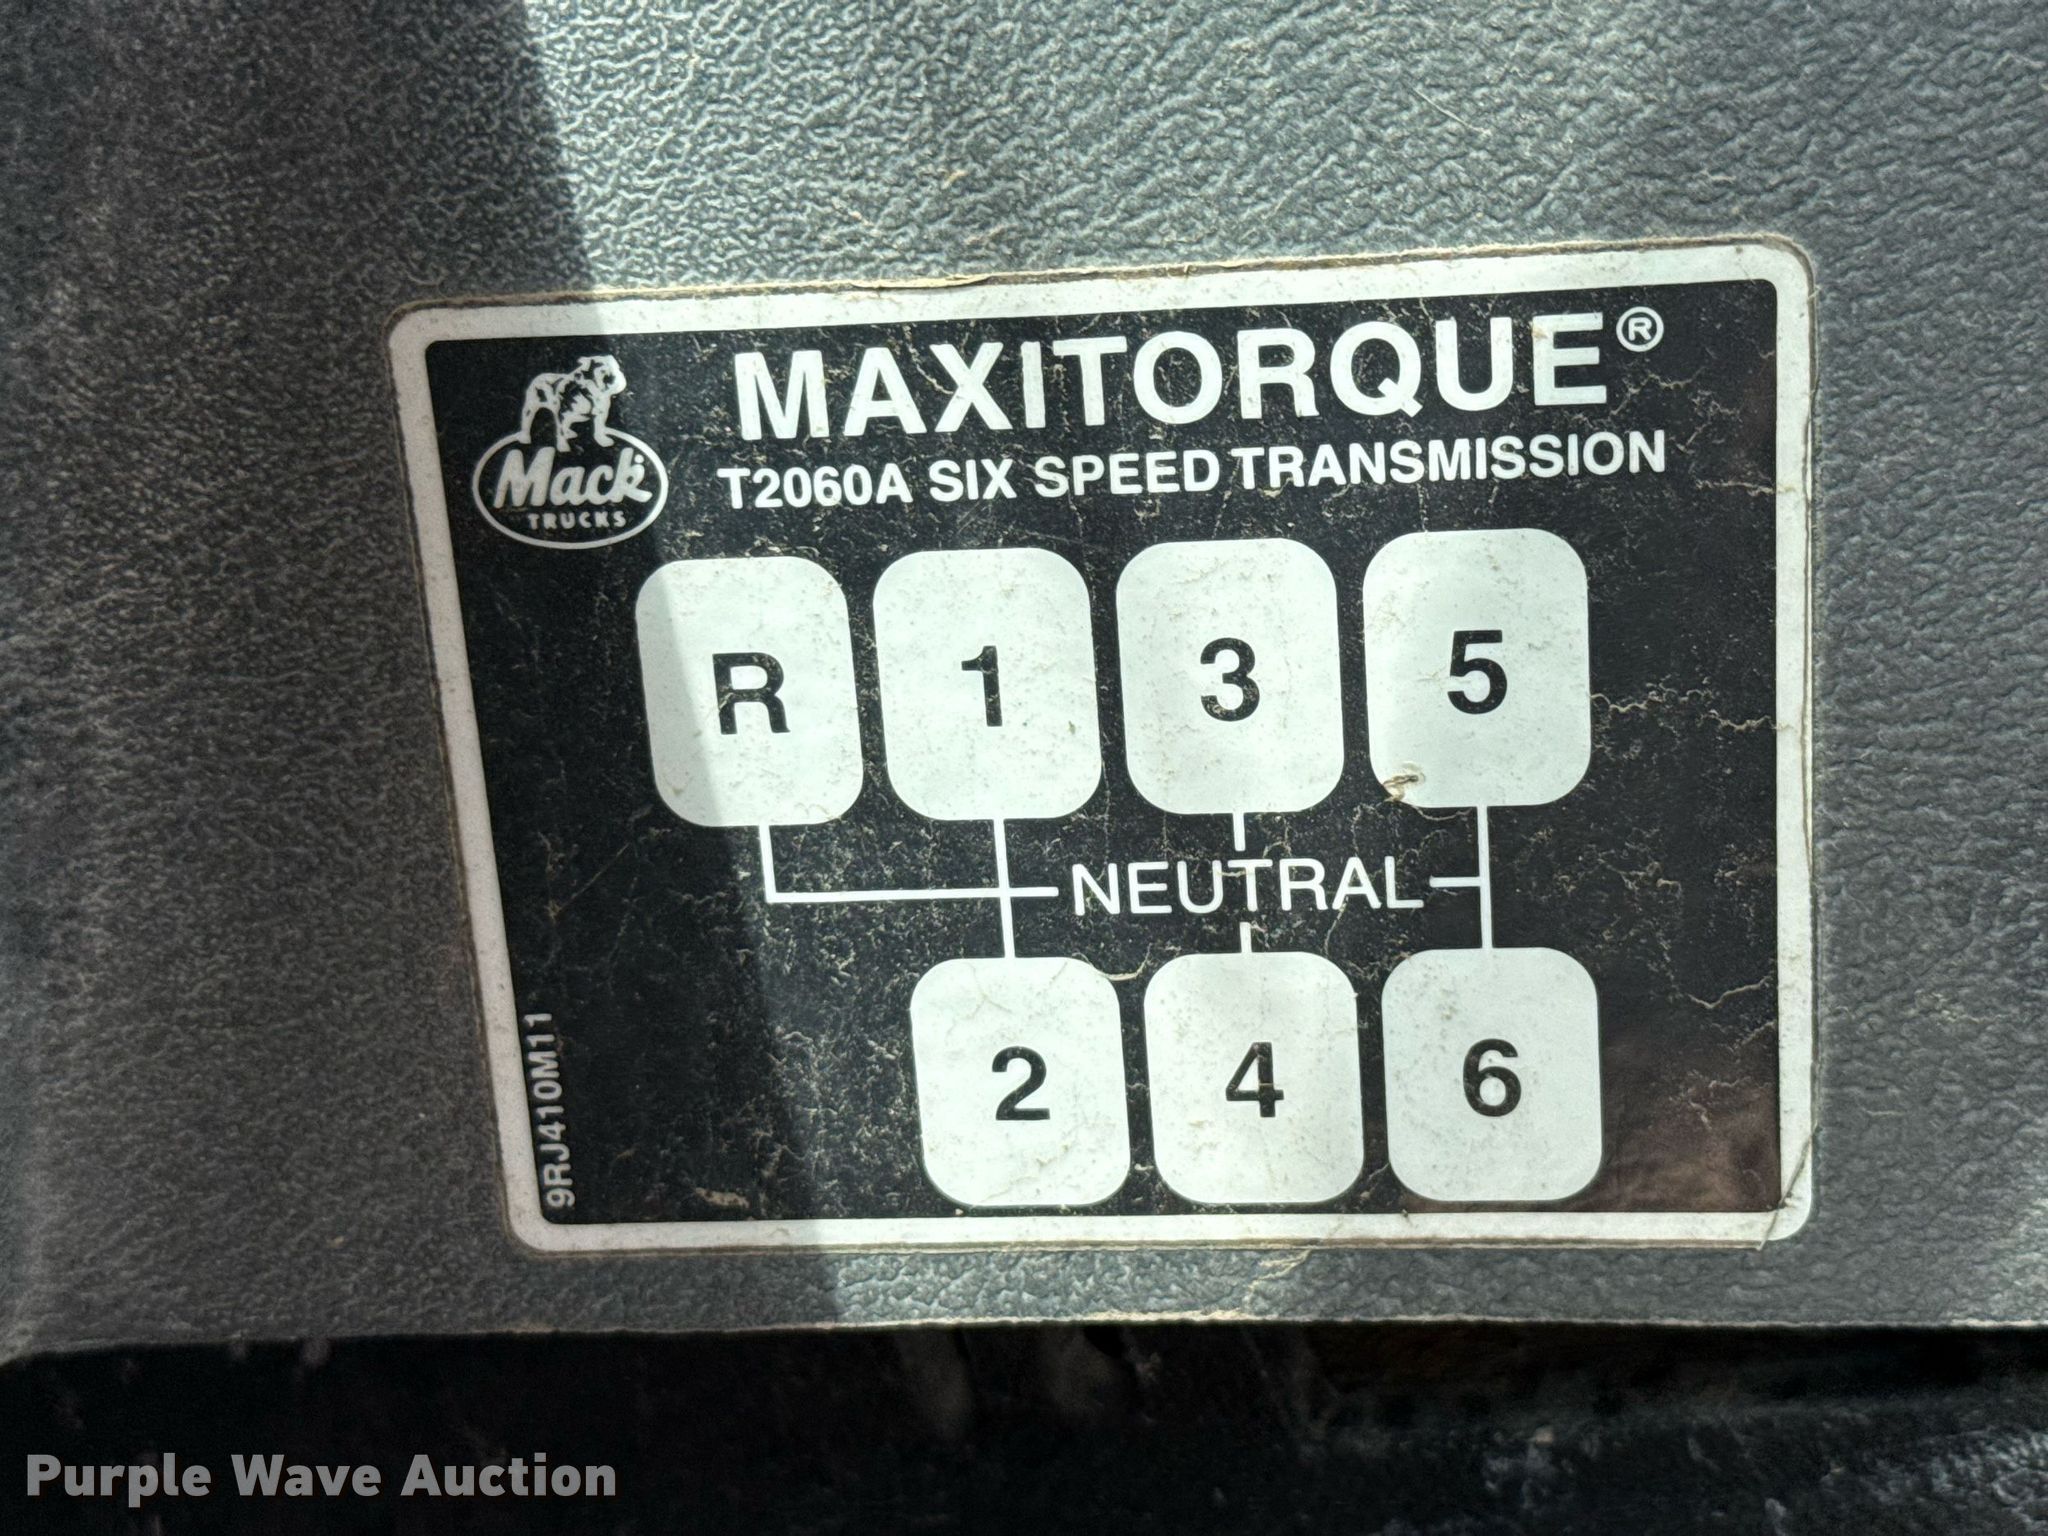 MAXITORQUE®
T2060A SIX SPEED TRANSMISSION
Mack
TRUCKS
R 1 3 5
NEUTRAL
2 4 6
9RJ410M11
Purple Wave Auction